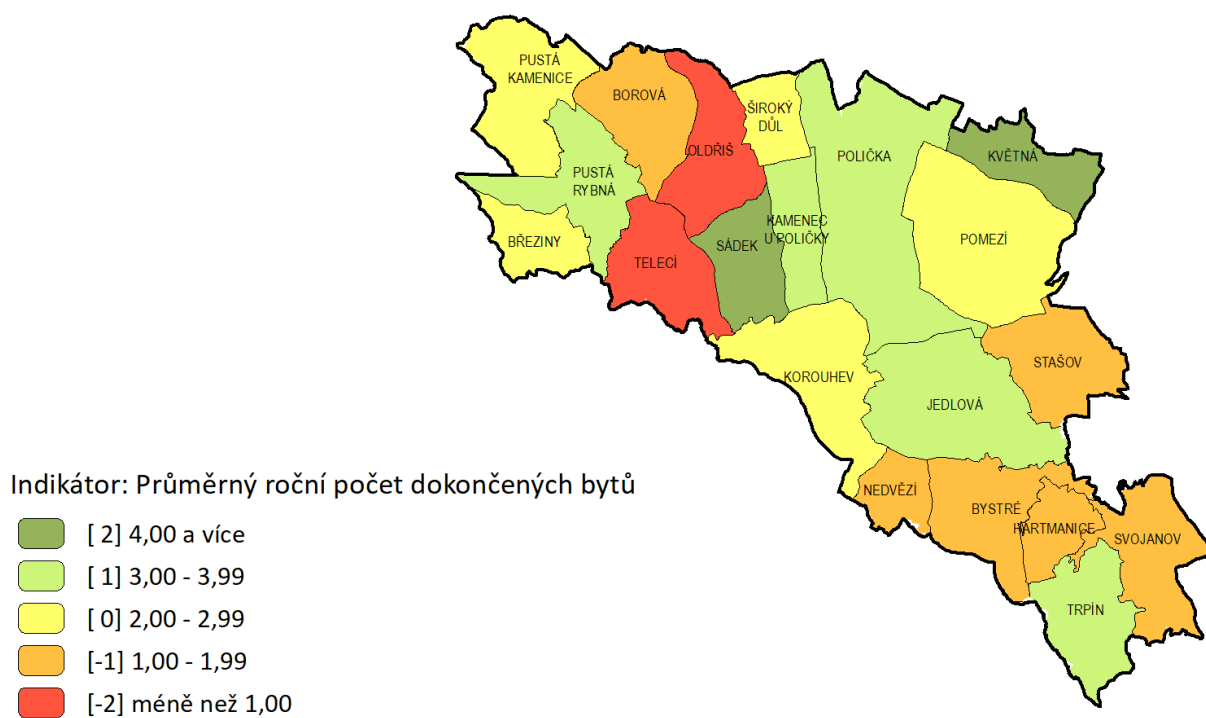 PUSTÁ
KAMENICE
BOROVÁ
OLDŘIŠ
ŠIROKÝ
DŮL
POLIČKA
KVĚTNÁ
PUSTÁ
RYBNÁ
KAMENEC
U POLIČKY
BŘEZINY
TELECÍ
SÁDEK
POMEZÍ
STAŠOV
KOROUHEV
JEDLOVÁ
NEDVĚZÍ
BYSTRÉ
HARTMANICE
SVOJANOV
TRPÍN
Indikátor: Průměrný roční počet dokončených bytů
[ 2] 4,00 a více
[ 1] 3,00 - 3,99
[ 0] 2,00 - 2,99
[-1] 1,00 - 1,99
[-2] méně než 1,00